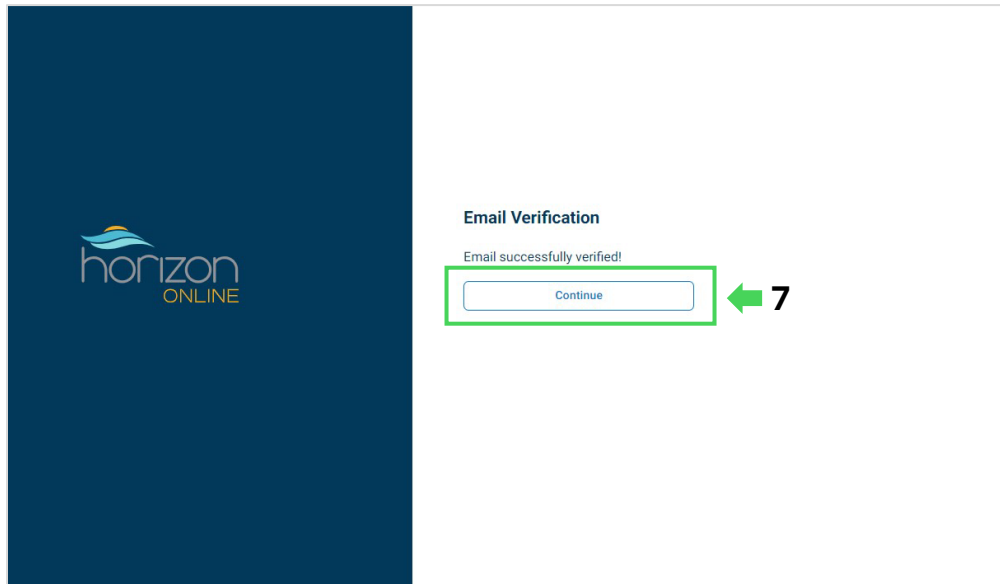 horizon
ONLINE
Email Verification
Email successfully verified!
Continue
7